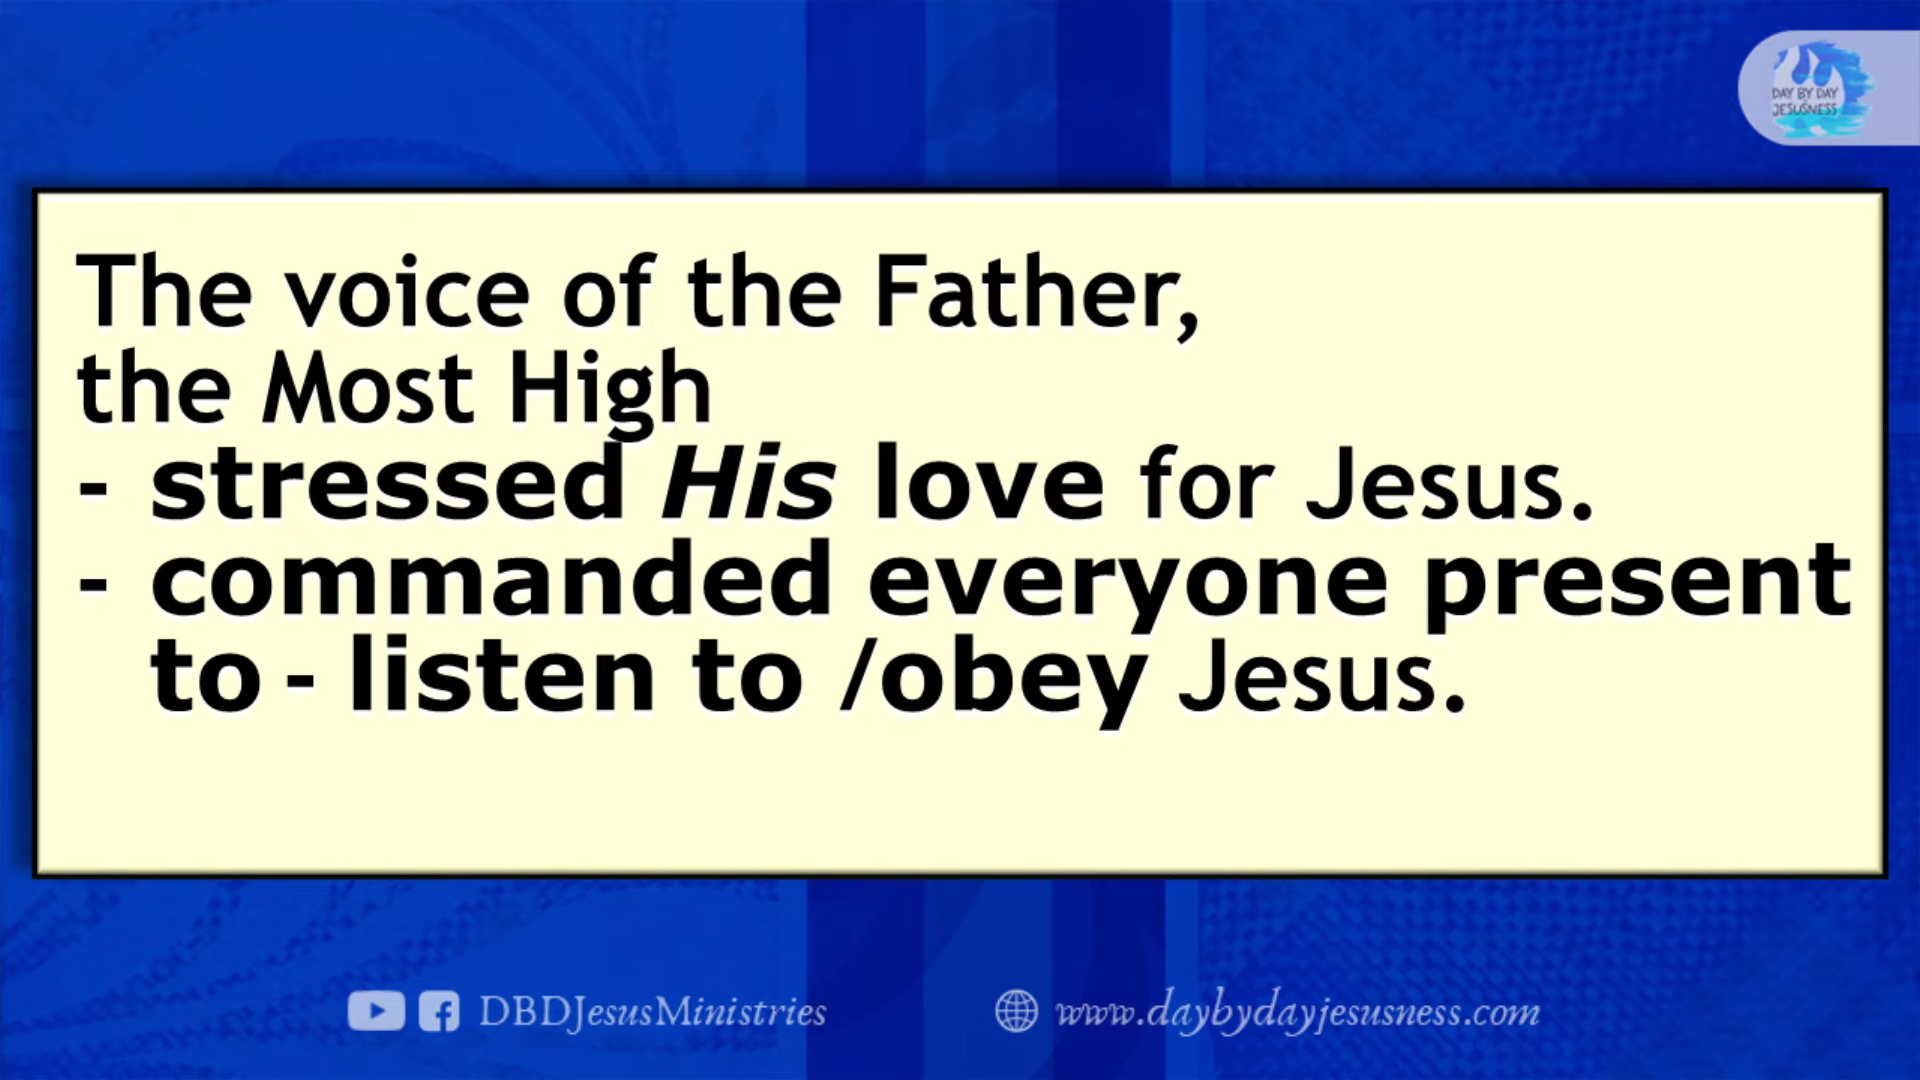 DAY BY DAY
JESUSNESS
The voice of the Father,
the Most High
- stressed His love for Jesus.
- commanded everyone present
to - listen to /obey Jesus.
DBDJesusMinistries
www.daybydayjesusness.com